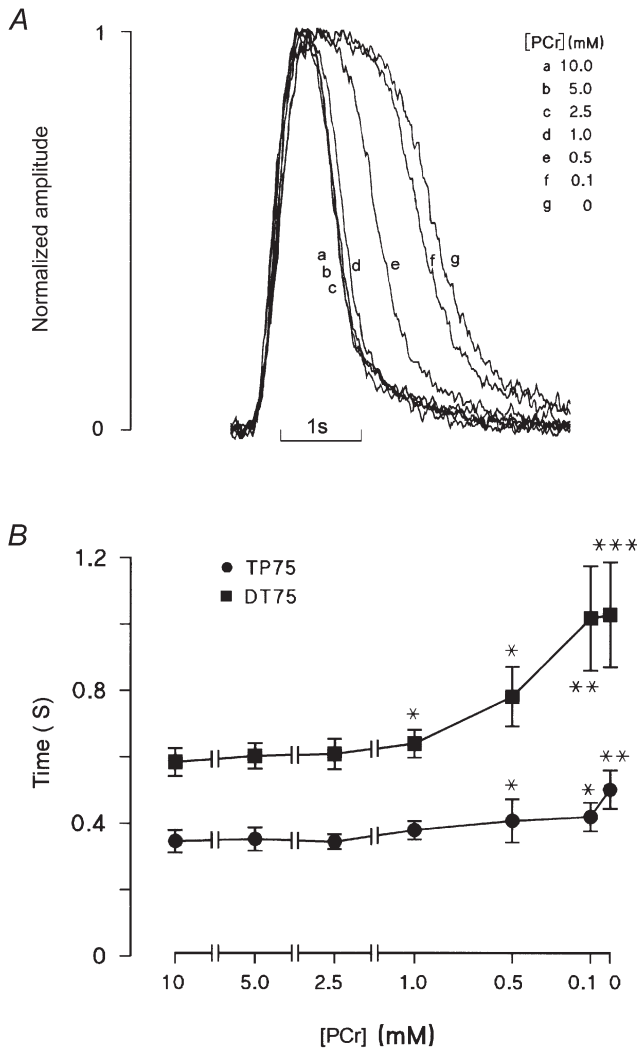 A
1
Normalized amplitude
0
[PCr] (mM)
a 10.0
b 5.0
c 2.5
d 1.0
e 0.5
f 0.1
g 0
a
b
c
d
e
f
g
1s
B
1.2
0.8
0.4
0
Time ( S)
TP75
DT75
*
*
**
***
*
*
**
10 5.0 2.5 1.0 0.5 0.1 0
[PCr] (mM)